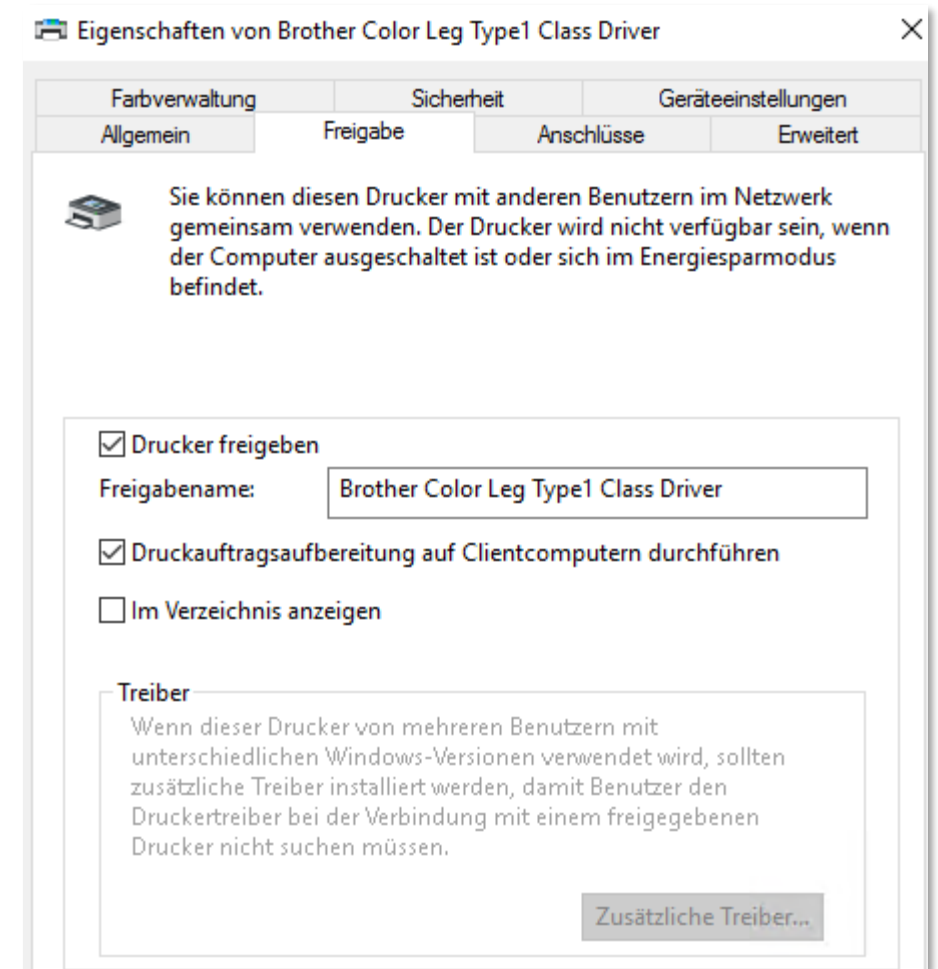 Eigenschaften von Brother Color Leg Type1 Class Driver
Farbverwaltung Sicherheit Geräteeinstellungen
Allgemein Freigabe Anschlüsse Erweitert
Sie können diesen Drucker mit anderen Benutzern im Netzwerk
gemeinsam verwenden. Der Drucker wird nicht verfügbar sein, wenn
der Computer ausgeschaltet ist oder sich im Energiesparmodus
befindet.
Drucker freigeben
Freigabename: Brother Color Leg Type1 Class Driver
Druckauftragsaufbereitung auf Clientcomputern durchführen
Im Verzeichnis anzeigen
Treiber
Wenn dieser Drucker von mehreren Benutzern mit
unterschiedlichen Windows-Versionen verwendet wird, sollten
zusätzliche Treiber installiert werden, damit Benutzer den
Druckertreiber bei der Verbindung mit einem freigegebenen
Drucker nicht suchen müssen.
Zusätzliche Treiber...